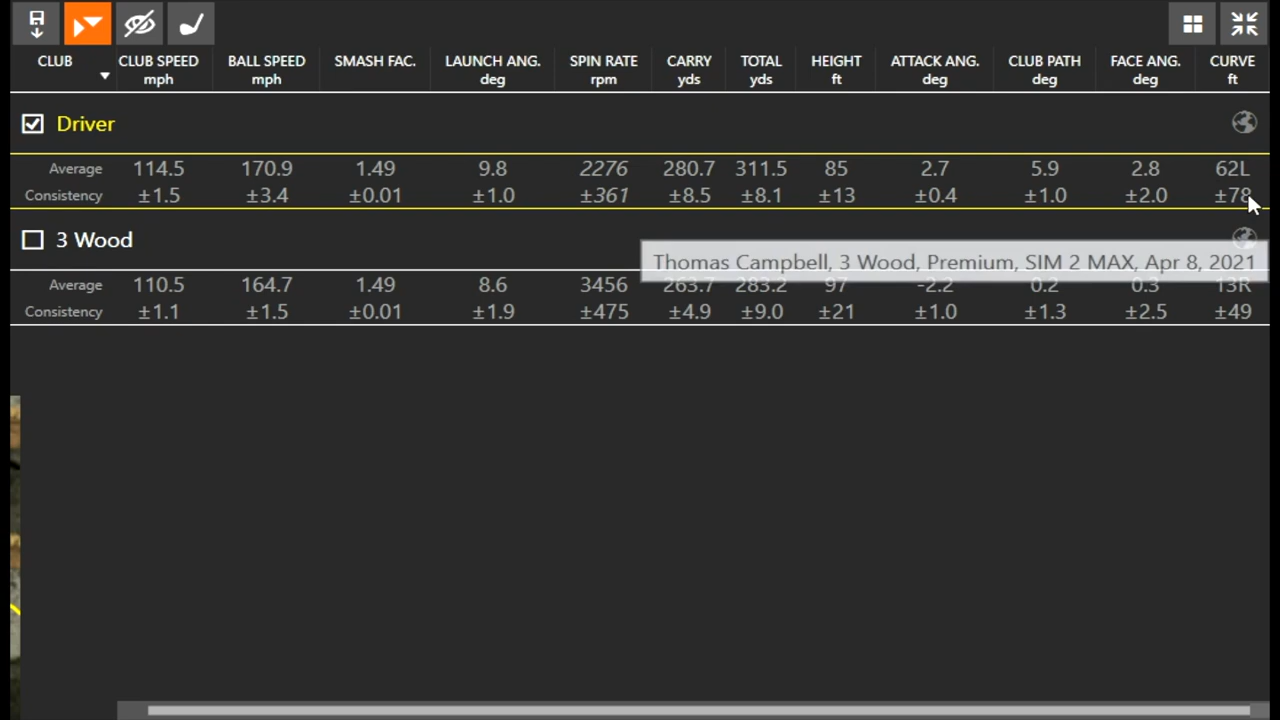 CLUB CLUB SPEED BALL SPEED SMASH FAC. LAUNCH ANG. SPIN RATE CARRY TOTAL HEIGHT ATTACK ANG. CLUB PATH FACE ANG. CURVE
mph mph deg rpm yds yds ft deg deg deg ft
Driver
Average 114.5 170.9 1.49 9.8 2276 280.7 311.5 85 2.7 5.9 2.8 62L
Consistency ±1.5 ±3.4 ±0.01 ±1.0 ±361 ±8.5 ±8.1 ±13 ±0.4 ±1.0 ±2.0 ±78
3 Wood
Thomas Campbell, 3 Wood, Premium, SIM 2 MAX, Apr 8, 2021
Average 110.5 164.7 1.49 8.6 3456 263.7 283.2 97 -2.2 0.2 0.3 13R
Consistency ±1.1 ±1.5 ±0.01 ±1.9 ±475 ±4.9 ±9.0 ±21 ±1.0 ±1.3 ±2.5 ±49